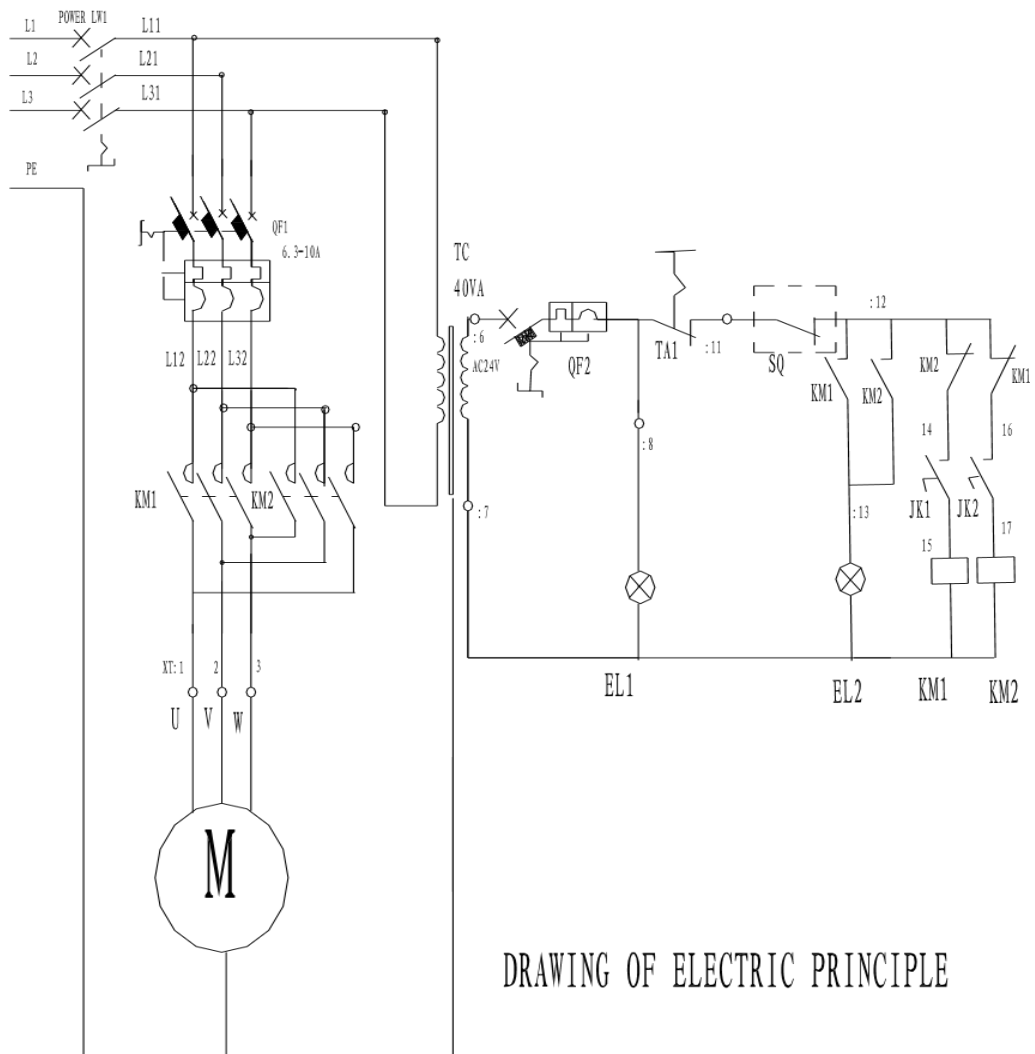 L1 POWER LW1 L11
L2 L21
L3 L31
PE
QF1
6.3-10A
TC
40VA
:6
AC24V
QF2
TA1
:11
SQ
:12
KM1
KM2
KM2
KM1
L12 L22 L32
14
16
:8
KM1
KM2
:7
:13
JK1
JK2
15
17
XT:1 2 3
U V W
EL1
EL2
KM1
KM2
M
DRAWING OF ELECTRIC PRINCIPLE